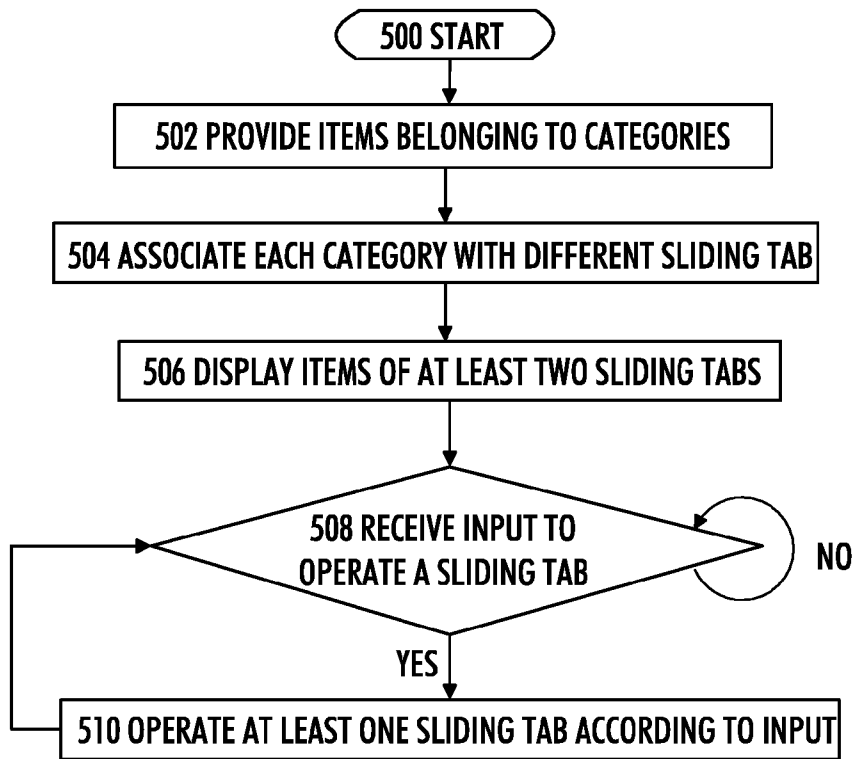 500 START
502 PROVIDE ITEMS BELONGING TO CATEGORIES
504 ASSOCIATE EACH CATEGORY WITH DIFFERENT SLIDING TAB
506 DISPLAY ITEMS OF AT LEAST TWO SLIDING TABS
508 RECEIVE INPUT TO
OPERATE A SLIDING TAB
NO
YES
510 OPERATE AT LEAST ONE SLIDING TAB ACCORDING TO INPUT